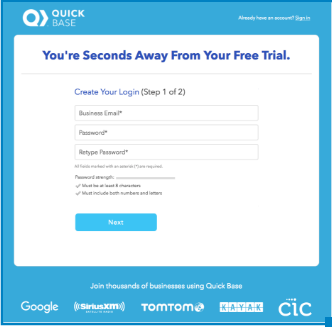 QUICK
BASE
Already have an account? Sign In
You're Seconds Away From Your Free Trial.
Create Your Login (Step 1 of 2)
Business Email*
Password*
Retype Password*
All fields marked with an asterisk (*) are required.
Password strength:
Must be at least 8 characters
Must include both numbers and letters
Next
Join thousands of businesses using Quick Base
Google
((SiriusXM))
SATELLITE RADIO
TOMTOM
KAYAK
THE
CIC